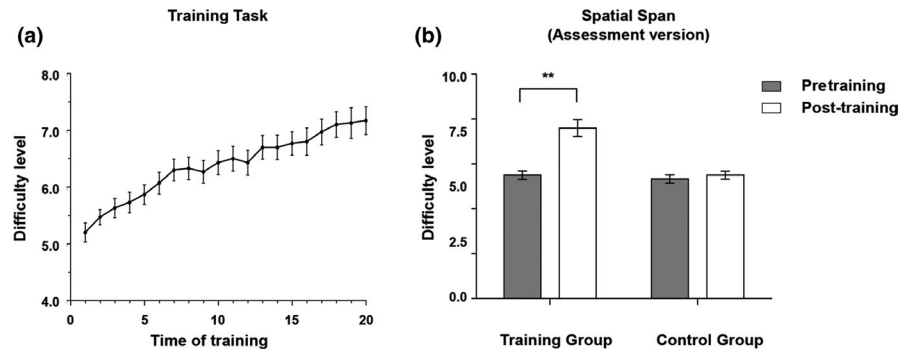 Training Task
(a)
8.0
7.0
6.0
5.0
4.0
Difficulty level
0
5
10
15
20
Time of training
Spatial Span
(Assessment version)
(b)
10.0
7.5
5.0
2.5
0.0
Difficulty level
**
Pretraining
Post-training
Training Group
Control Group